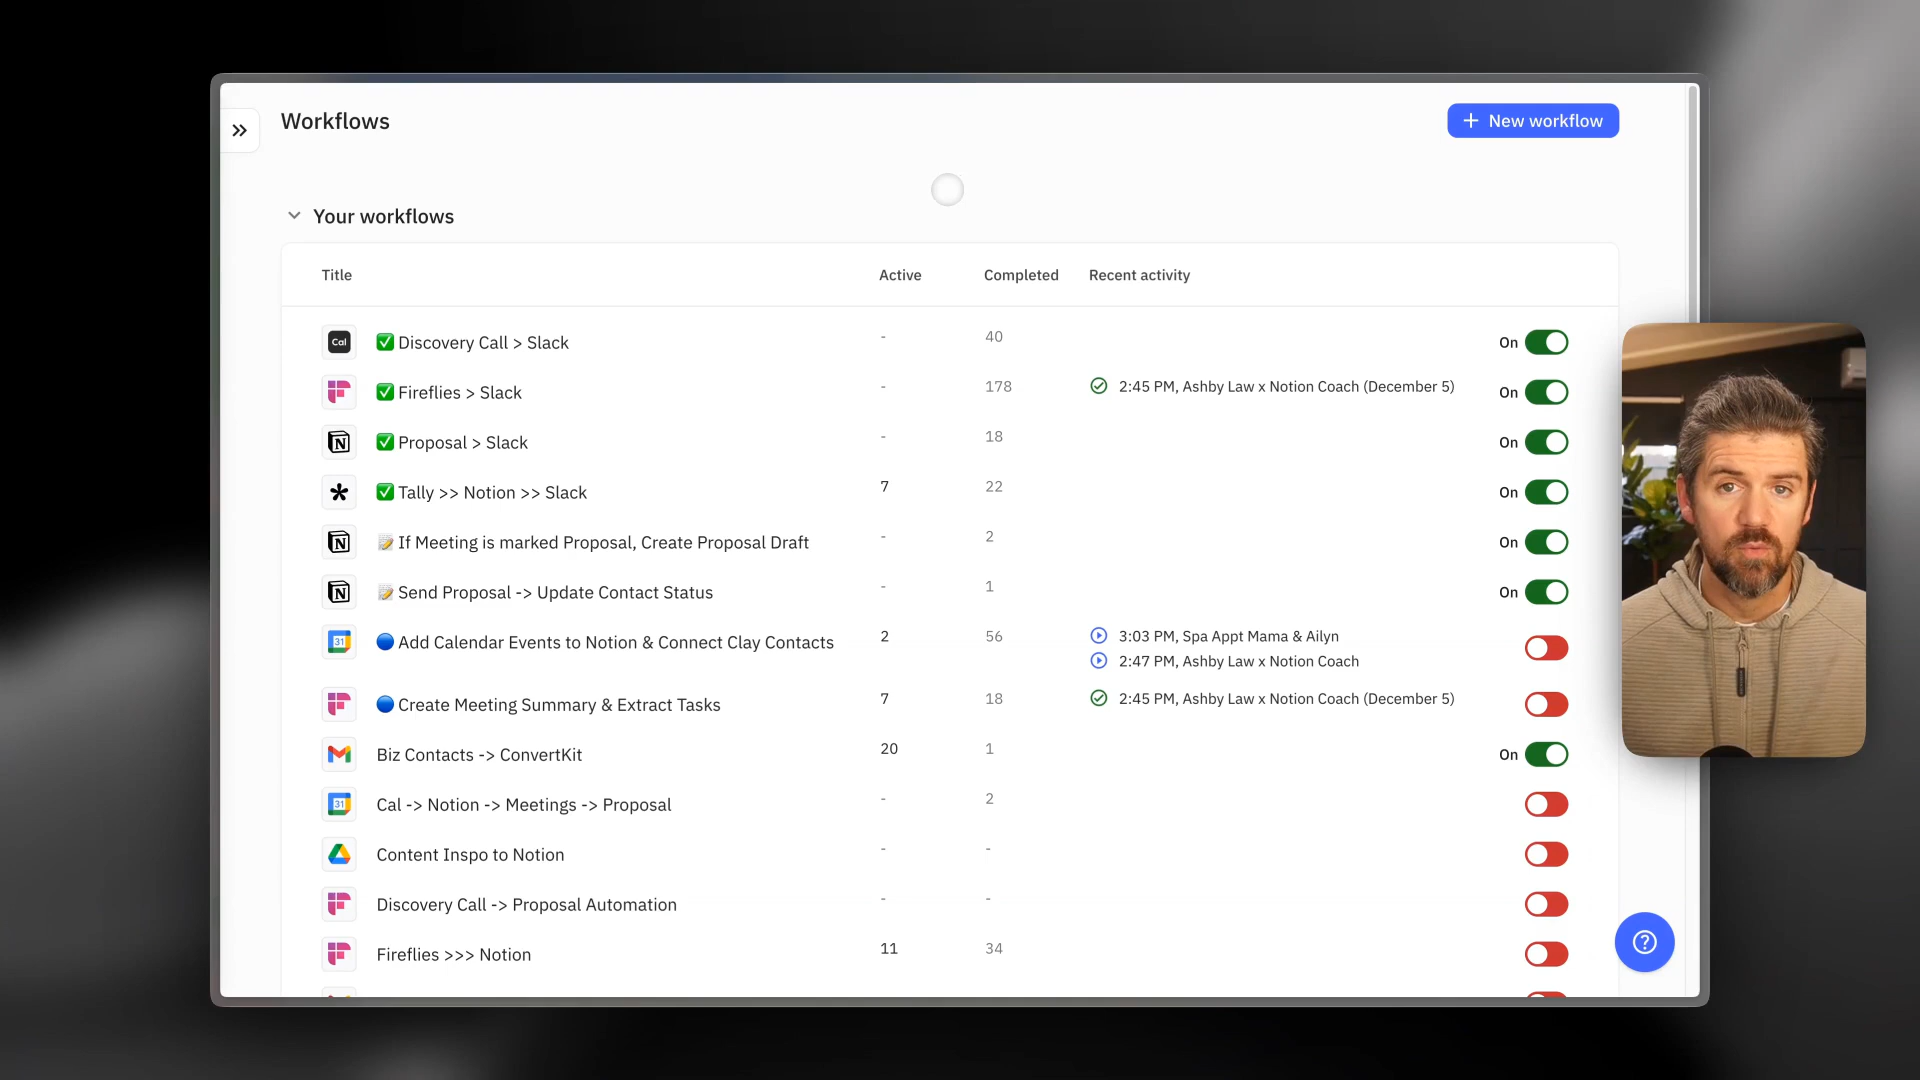 Workflows
+ New workflow
Your workflows
Title Active Completed Recent activity
Cal ✅ Discovery Call > Slack - 40 On
✅ Fireflies > Slack - 178 2:45 PM, Ashby Law x Notion Coach (December 5) On
✅ Proposal > Slack - 18 On
✅ Tally >> Notion >> Slack 7 22 On
📝 If Meeting is marked Proposal, Create Proposal Draft - 2 On
📝 Send Proposal -> Update Contact Status - 1 On
31 🔵 Add Calendar Events to Notion & Connect Clay Contacts 2 56 3:03 PM, Spa Appt Mama & Ailyn
2:47 PM, Ashby Law x Notion Coach
🔵 Create Meeting Summary & Extract Tasks 7 18 2:45 PM, Ashby Law x Notion Coach (December 5)
Biz Contacts -> ConvertKit 20 1 On
31 Cal -> Notion -> Meetings -> Proposal - 2
Content Inspo to Notion - -
Discovery Call -> Proposal Automation - -
Fireflies >>> Notion 11 34